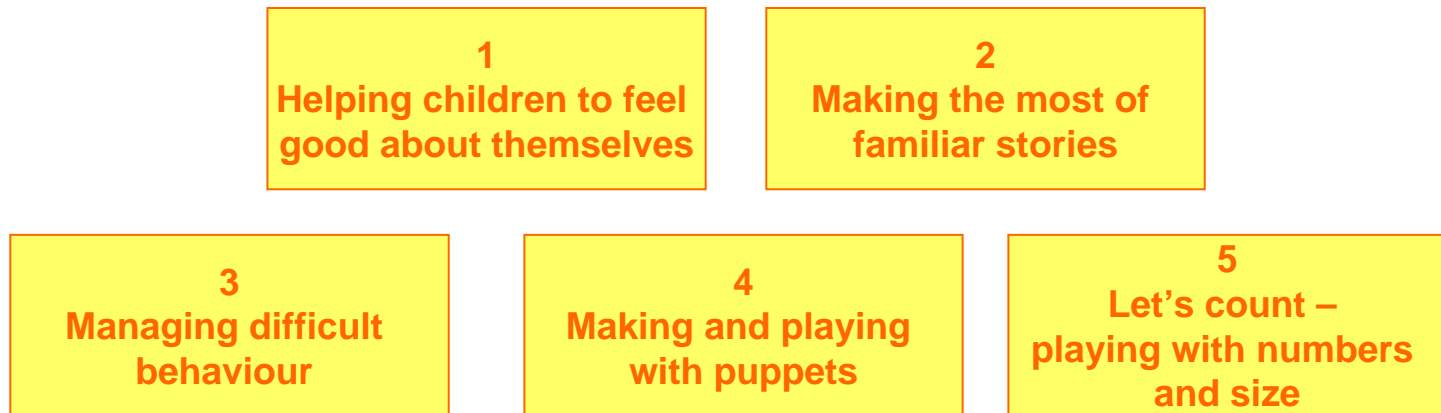 1
Helping children to feel
good about themselves
2
Making the most of
familiar stories
3
Managing difficult
behaviour
4
Making and playing
with puppets
5
Let’s count –
playing with numbers
and size